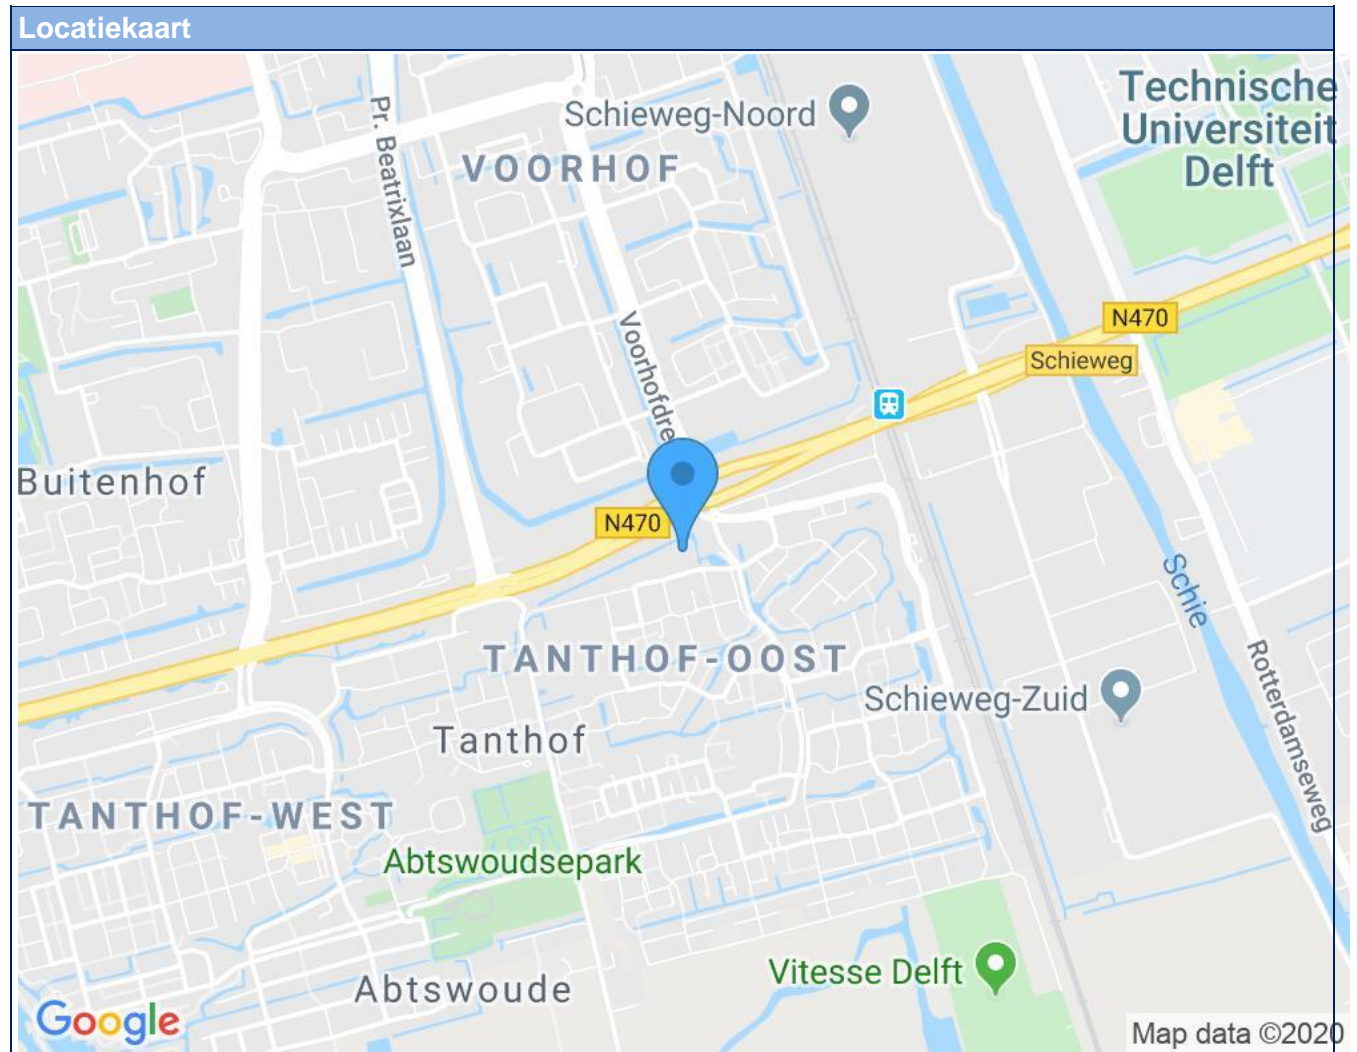 Locatiekaart
Technische
Universiteit
Delft
Schieweg-Noord
Pr. Beatrixlaan
VOORHOF
N470
Voorhofdre
Schieweg
Buitenhof
N470
Schie
TANTHOF-OOST
Schieweg-Zuid
Rotterdamseweg
Tanthof
TANTHOF-WEST
Abtswoudsepark
Vitesse Delft
Abtswoude
Google
Map data ©2020